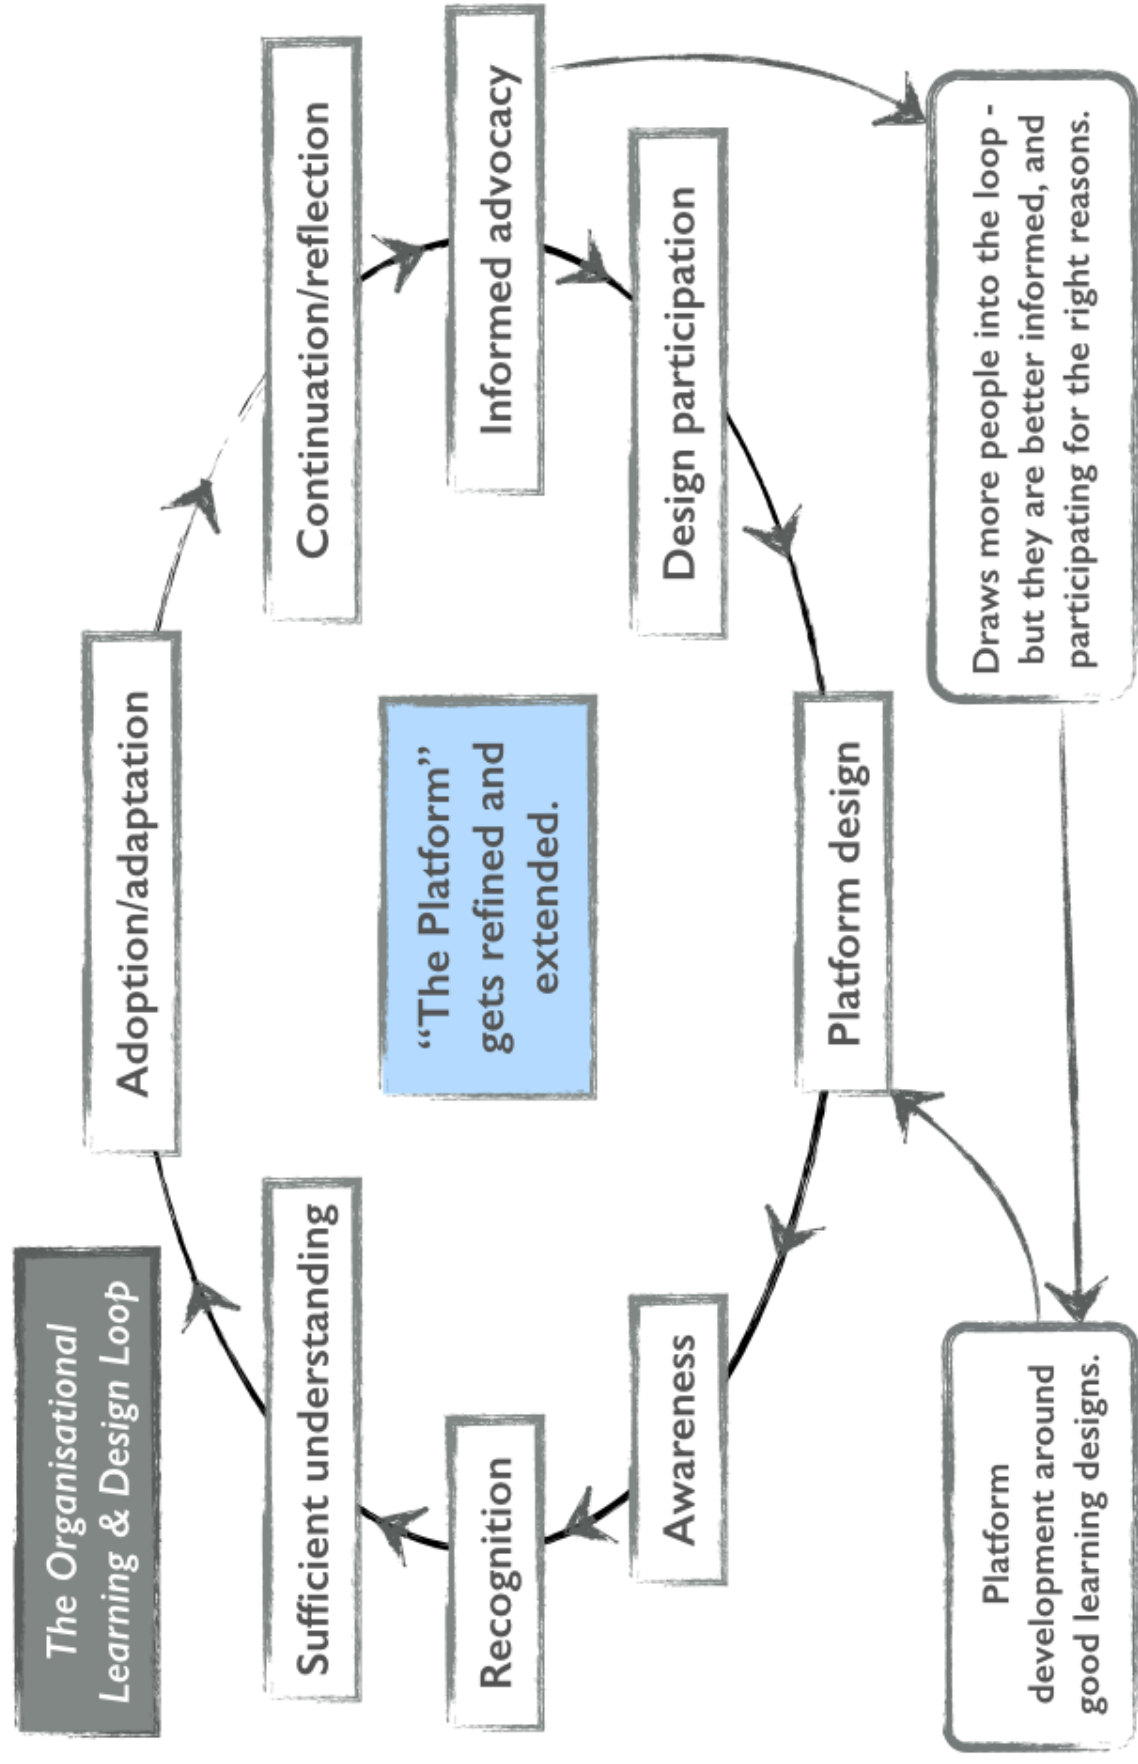 The Organisational
Learning & Design Loop
Adoption/adaptation
Sufficient understanding
Continuation/reflection
“The Platform”
gets refined and
extended.
Recognition
Informed advocacy
Awareness
Design participation
Platform design
Platform
development around
good learning designs.
Draws more people into the loop -
but they are better informed, and
participating for the right reasons.